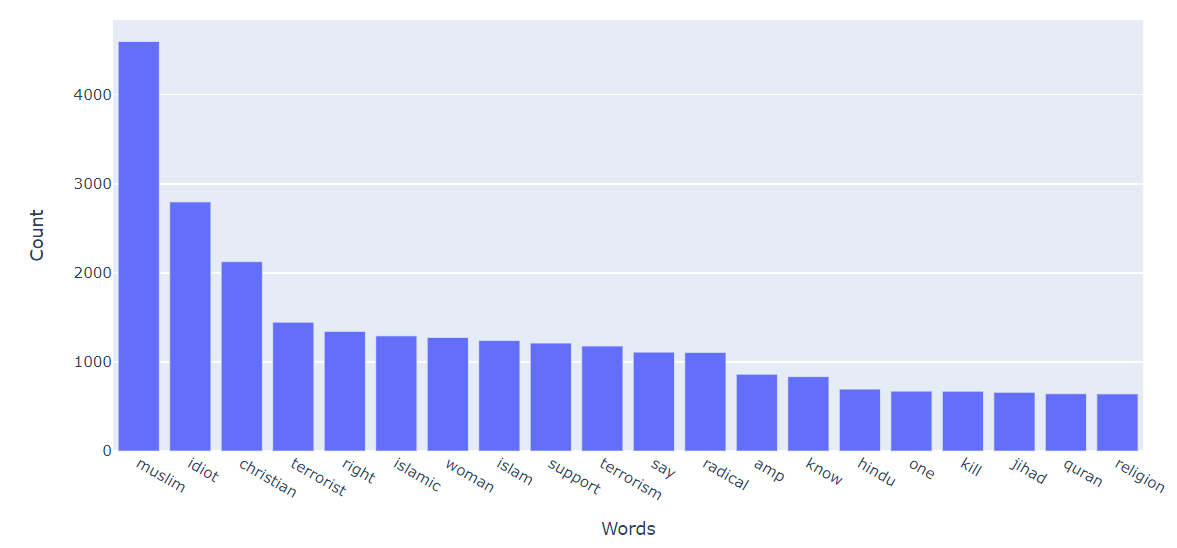 4000
3000
2000
1000
0
Count
muslim
idiot
christian
terrorist
right
islamic
woman
islam
support
terrorism
say
radical
amp
know
hindu
one
kill
jihad
quran
religion
Words